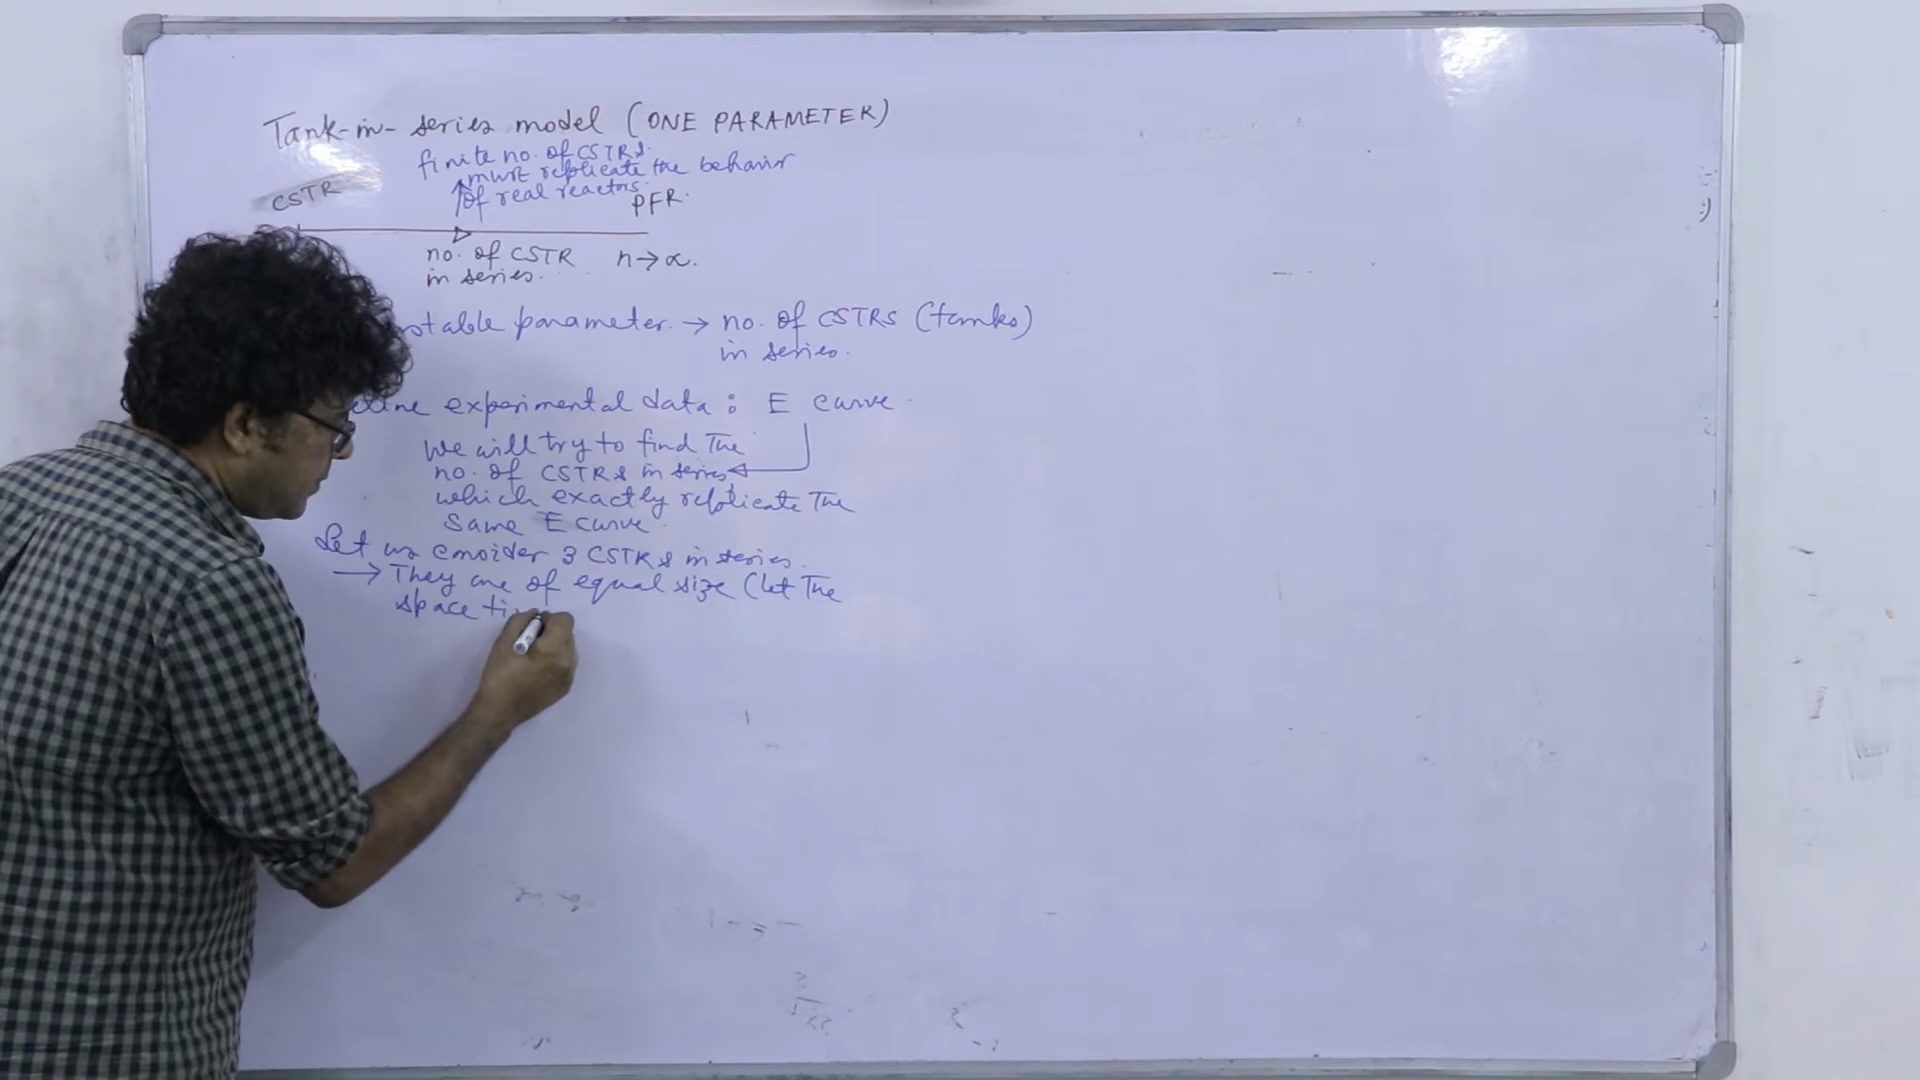 Tank-in-series model (ONE PARAMETER)
finite no. of CSTRs.
must replicate the behavior
of real reactors.
CSTR
PFR.
no. of CSTR n→∝.
in series.
stable parameter. → no. of CSTRS (tanks)
in series.
experimental data: E curve.
We will try to find the
no. of CSTRs in series
which exactly replicate the
same E curve.
Let us consider 3 CSTRs in series.
→ They are of equal size (let the
space ti